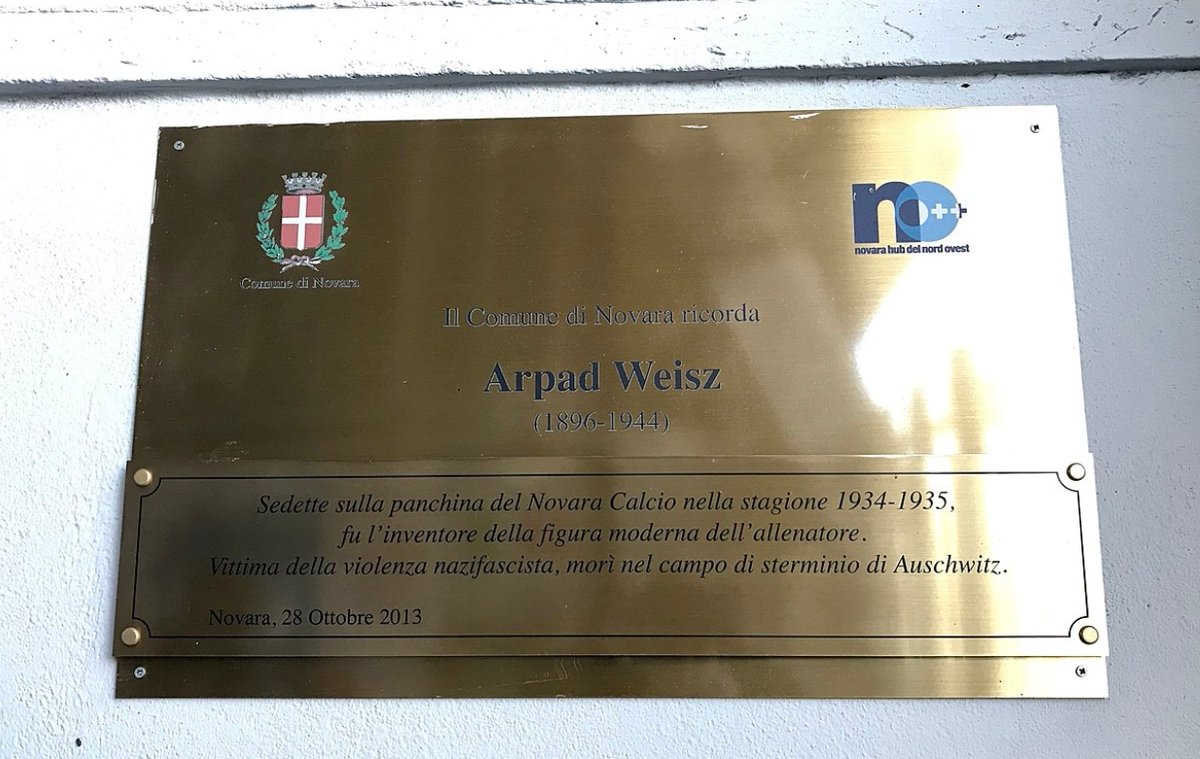 Comune di Novara
no++
novara hub del nord ovest
Il Comune di Novara ricorda
Arpad Weisz
(1896-1944)
Sedette sulla panchina del Novara Calcio nella stagione 1934-1935,
fu l'inventore della figura moderna dell'allenatore.
Vittima della violenza nazifascista, morì nel campo di sterminio di Auschwitz.
Novara, 28 Ottobre 2013